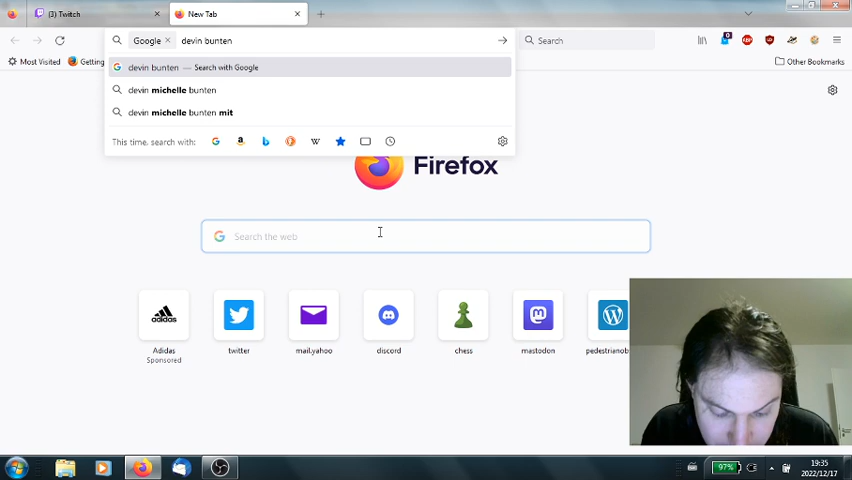 (3) Twitch
New Tab
Google
devin bunten
Search
Most Visited
Getting
Other Bookmarks
devin bunten — Search with Google
devin michelle bunten
devin michelle bunten mit
This time, search with:
Firefox
Search the web
adidas
Adidas
Sponsored
twitter
mail.yahoo
discord
chess
mastodon
pedestrianob
97%
19:35
2022/12/17